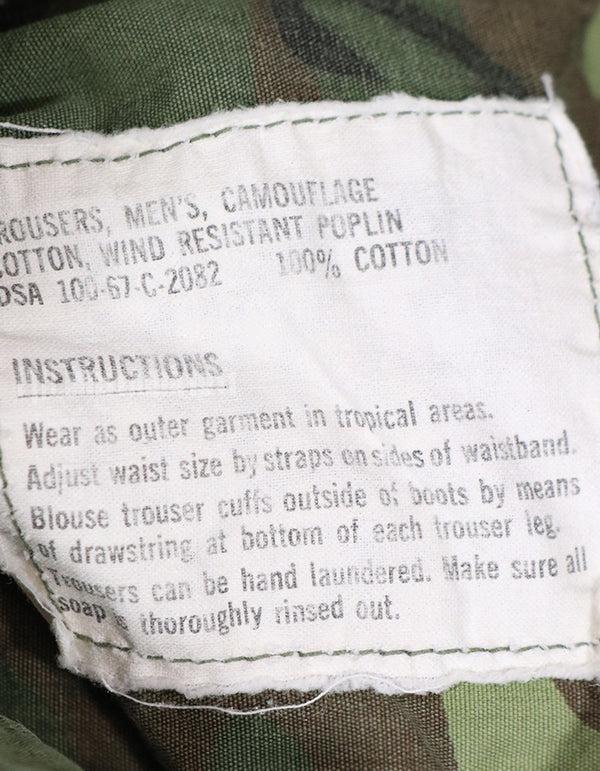 ROUSERS, MEN'S, CAMOUFLAGE
COTTON, WIND RESISTANT POPLIN
DSA 100-67-C-2082 100% COTTON
INSTRUCTIONS
Wear as outer garment in tropical areas.
Adjust waist size by straps on sides of waistband.
Blouse trouser cuffs outside of boots by means
of drawstring at bottom of each trouser leg.
Trousers can be hand laundered. Make sure all
soap is thoroughly rinsed out.